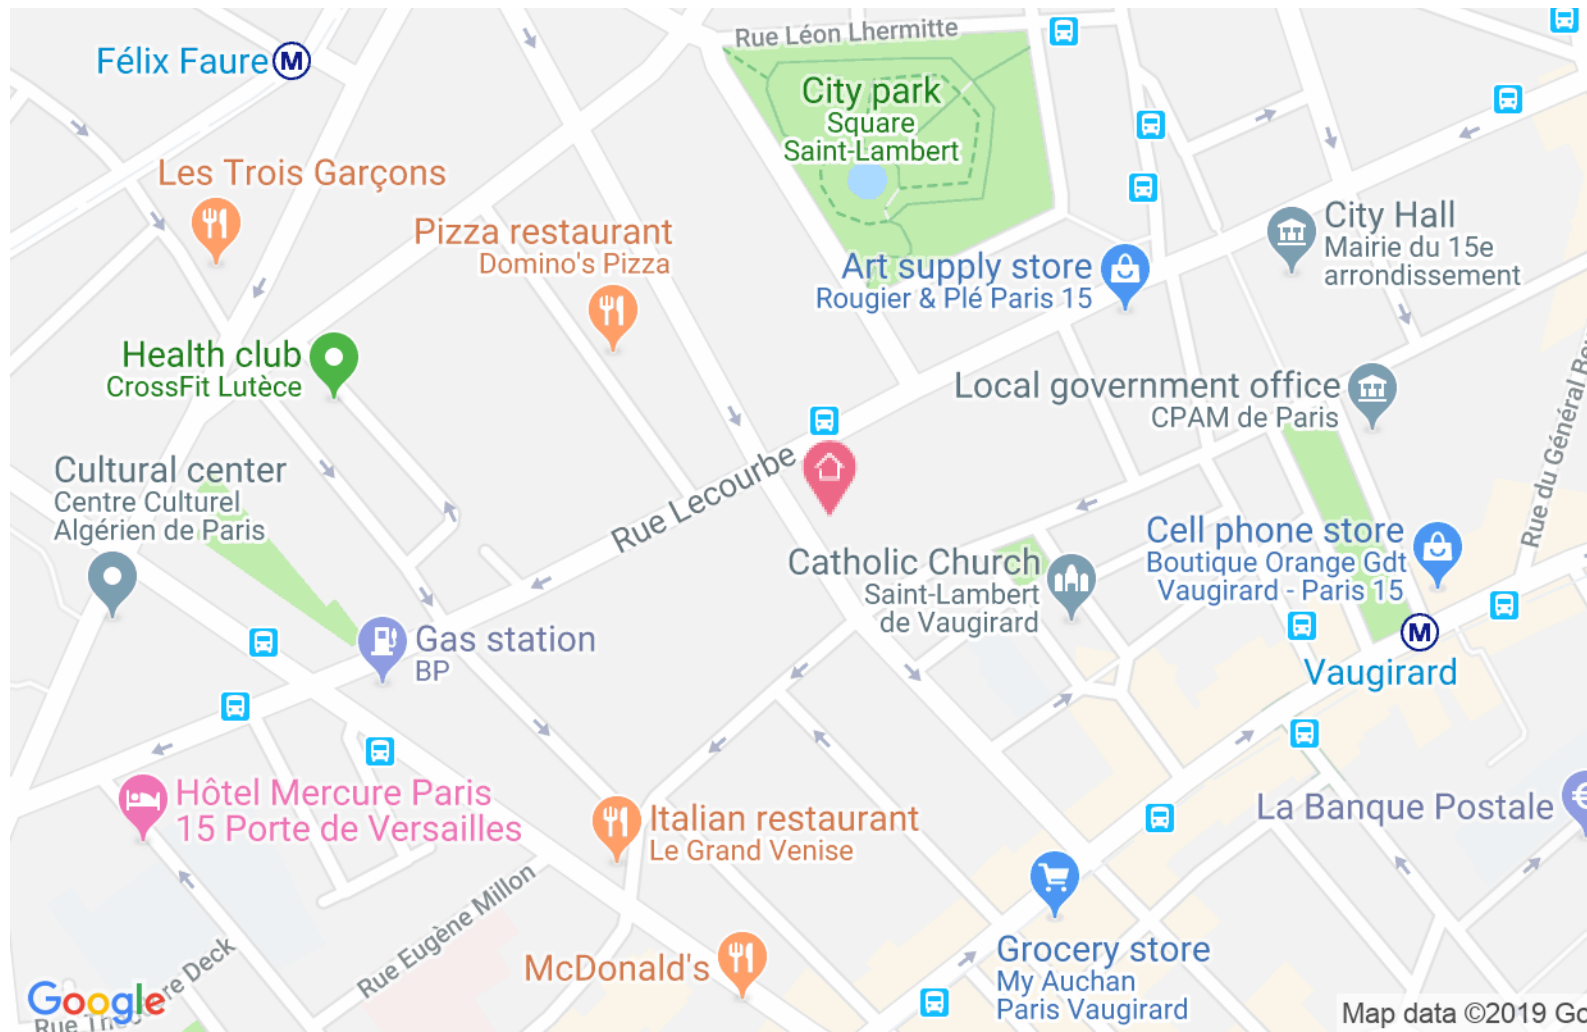 Rue Léon Lhermitte
Félix Faure
M
City park
Square
Saint-Lambert
Les Trois Garçons
Pizza restaurant
Domino's Pizza
City Hall
Mairie du 15e
arrondissement
Art supply store
Rougier & Plé Paris 15
Health club
CrossFit Lutèce
Local government office
CPAM de Paris
Rue du Général
Cultural center
Centre Culturel
Algérien de Paris
Rue Lecourbe
Cell phone store
Boutique Orange Gdt
Vaugirard - Paris 15
Catholic Church
Saint-Lambert
de Vaugirard
Gas station
BP
M
Vaugirard
Hôtel Mercure Paris
15 Porte de Versailles
Italian restaurant
Le Grand Venise
La Banque Postale
€
Rue Eugène Millon
Grocery store
My Auchan
Paris Vaugirard
McDonald's
Google
Rue Deck
Map data ©2019